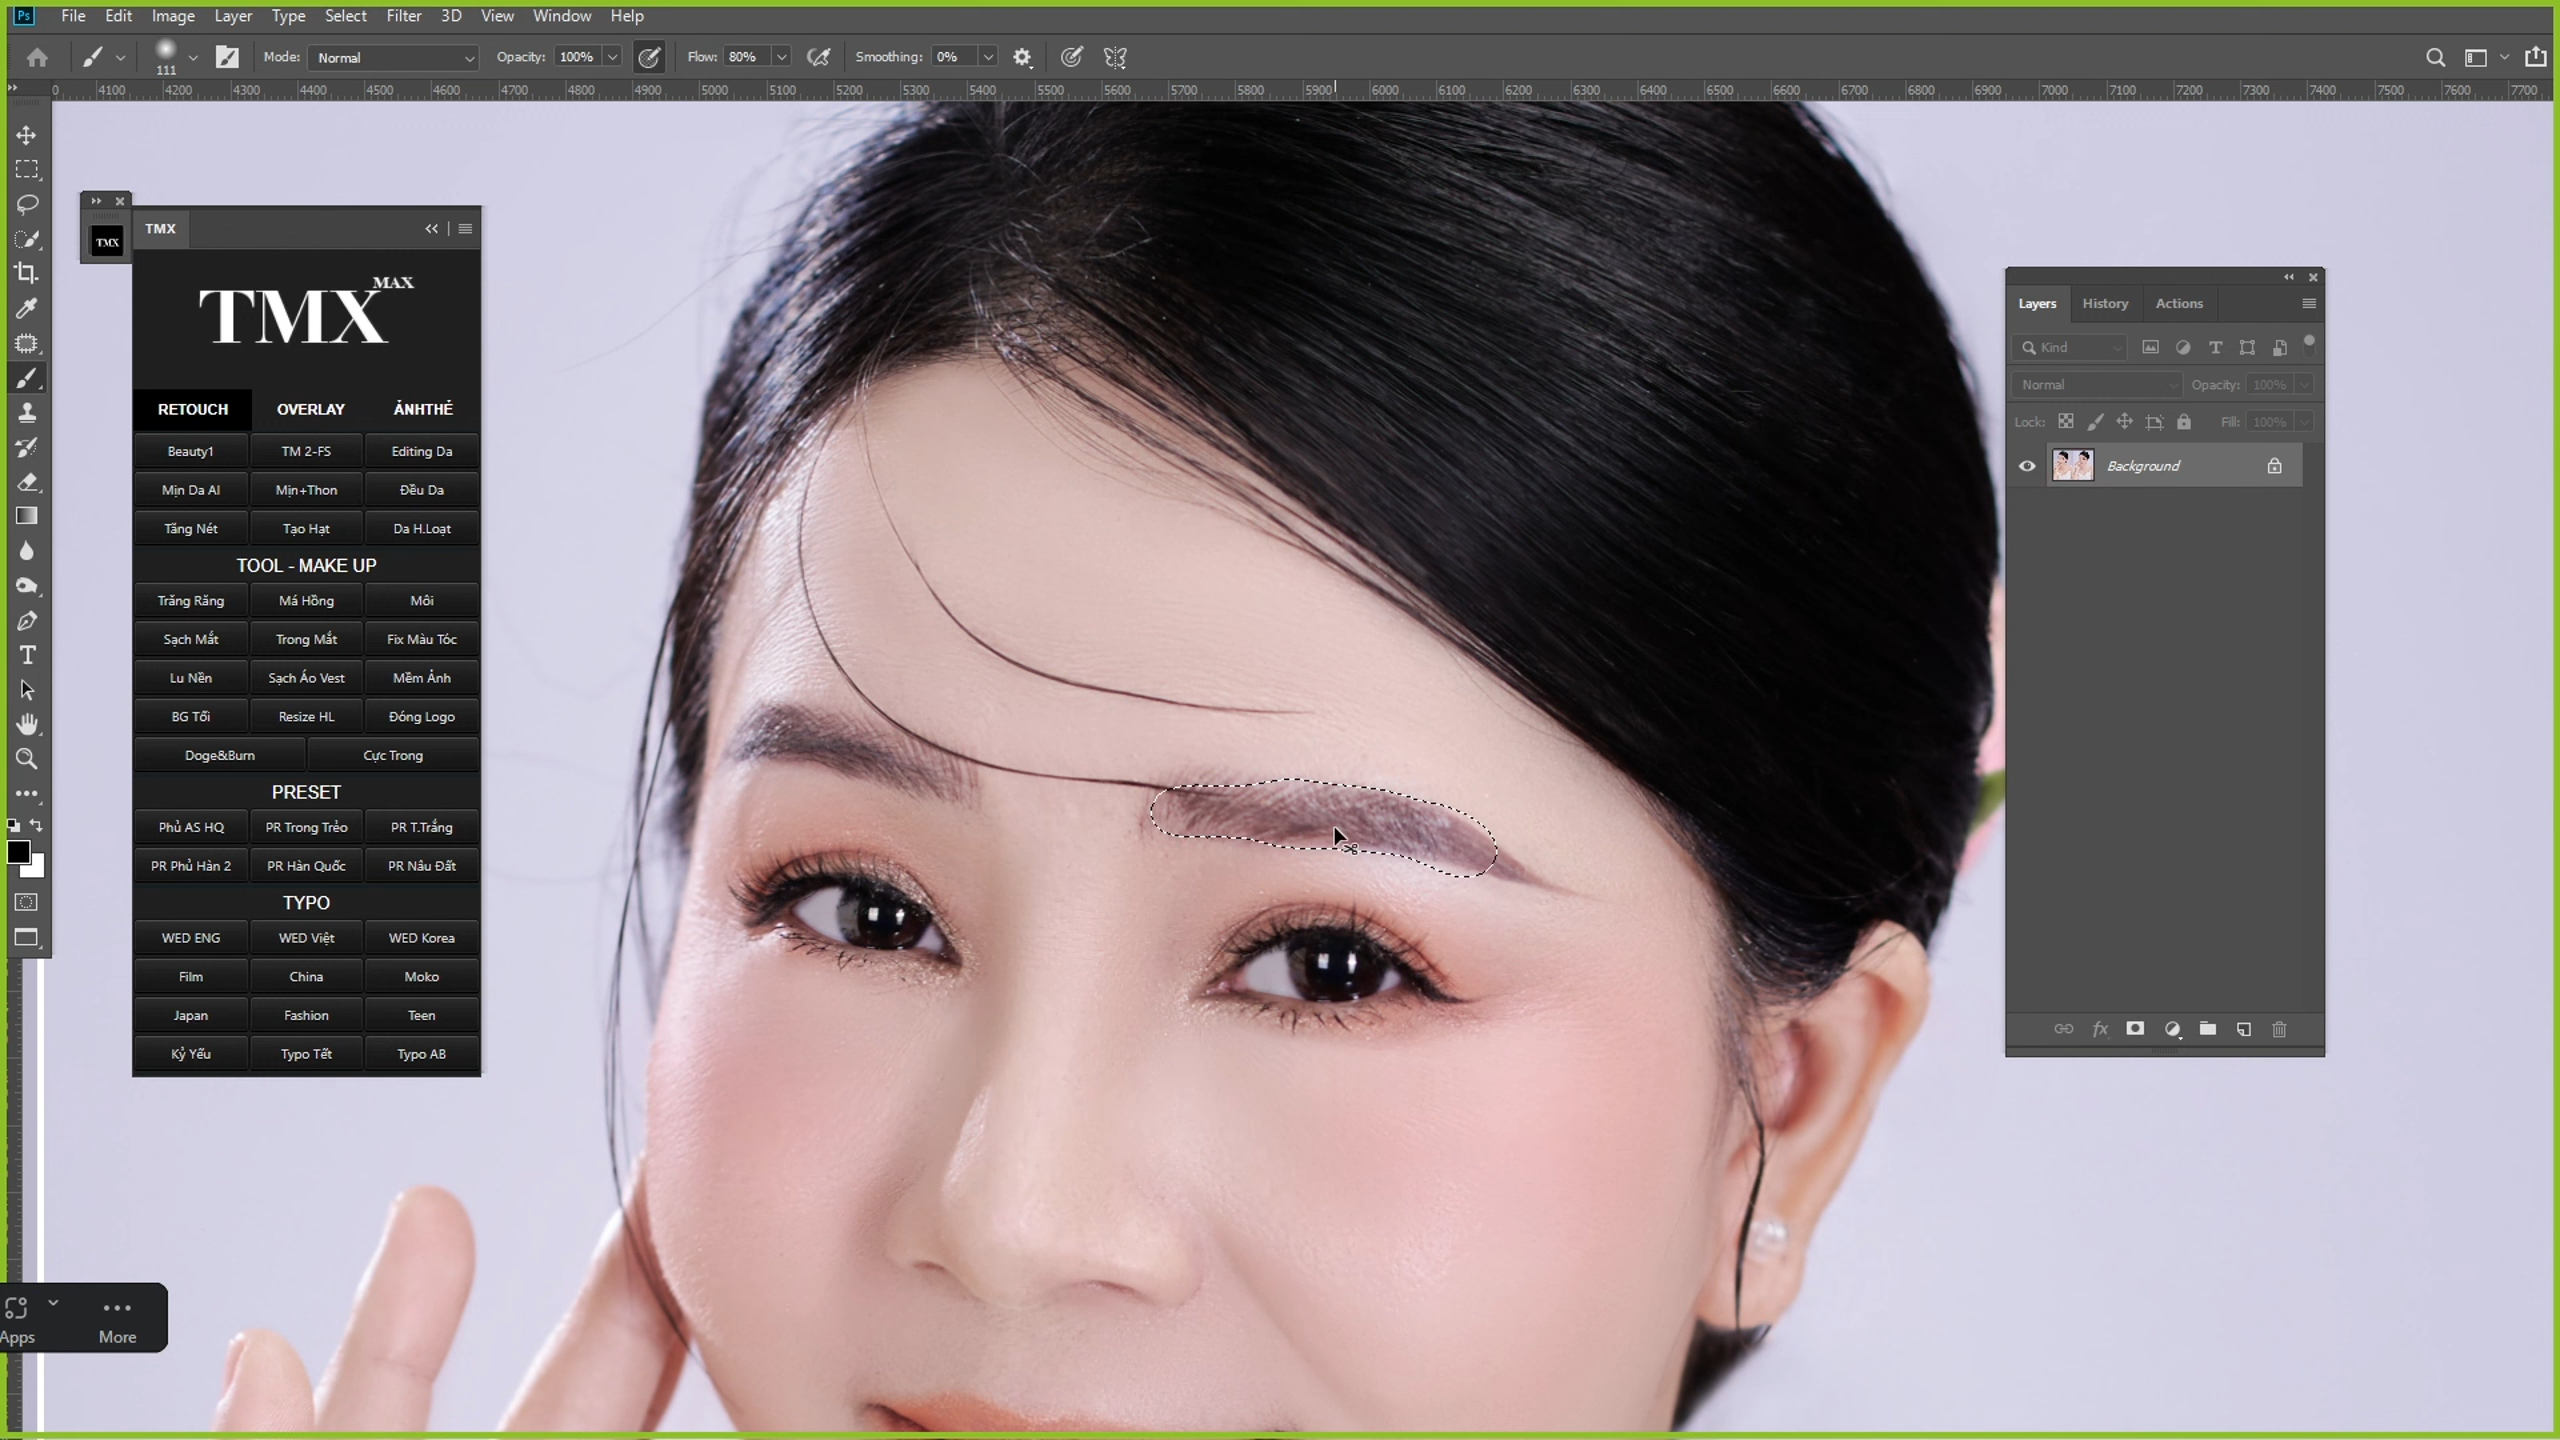 Ps File Edit Image Layer Type Select Filter 3D View Window Help
111 Mode: Normal Opacity: 100% Flow: 80% Smoothing: 0%
0 4100 4200 4300 4400 4500 4600 4700 4800 4900 5000 5100 5200 5300 5400 5500 5600 5700 5800 5900 6000 6100 6200 6300 6400 6500 6600 6700 6800 6900 7000 7100 7200 7300 7400 7500 7600 7700
TMX
TMX
TMX MAX
RETOUCH OVERLAY ẢNHTHẺ
Beauty1 TM 2-FS Editing Da
Mịn Da AI Mịn+Thon Đều Da
Tăng Nét Tạo Hạt Da H.Loạt
TOOL - MAKE UP
Trắng Răng Má Hồng Môi
Sạch Mắt Trong Mắt Fix Màu Tóc
Lu Nền Sạch Áo Vest Mềm Ảnh
BG Tối Resize HL Đóng Logo
Doge&Burn Cực Trong
PRESET
Phủ AS HQ PR Trong Trẻo PR T.Trắng
PR Phủ Hàn 2 PR Hàn Quốc PR Nâu Đất
TYPO
WED ENG WED Việt WED Korea
Film China Moko
Japan Fashion Teen
Kỷ Yếu Typo Tết Typo AB
Layers History Actions
Kind
Normal Opacity: 100%
Lock: Fill: 100%
Background
fx
Apps More